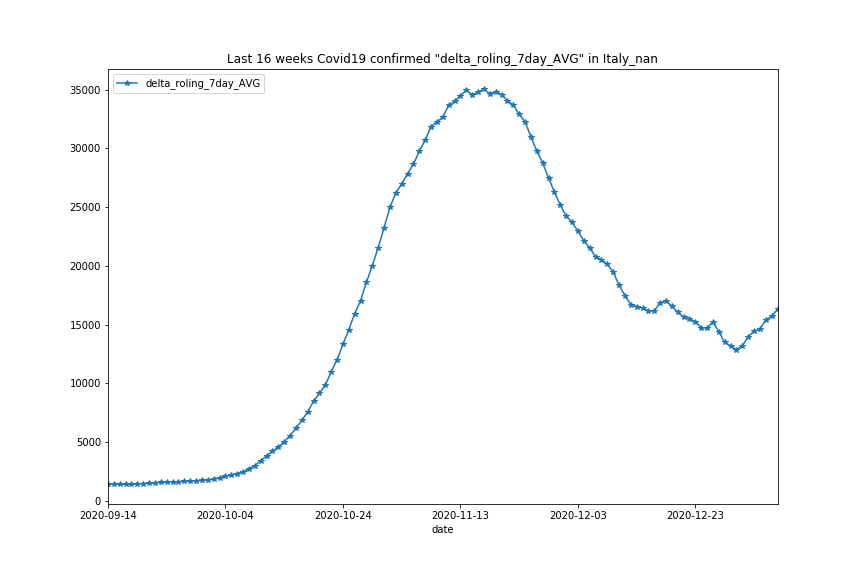 Last 16 weeks Covid19 confirmed "delta_roling_7day_AVG" in Italy_nan
delta_roling_7day_AVG
35000
30000
25000
20000
15000
10000
5000
0
2020-09-14 2020-10-04 2020-10-24 2020-11-13 2020-12-03 2020-12-23
date